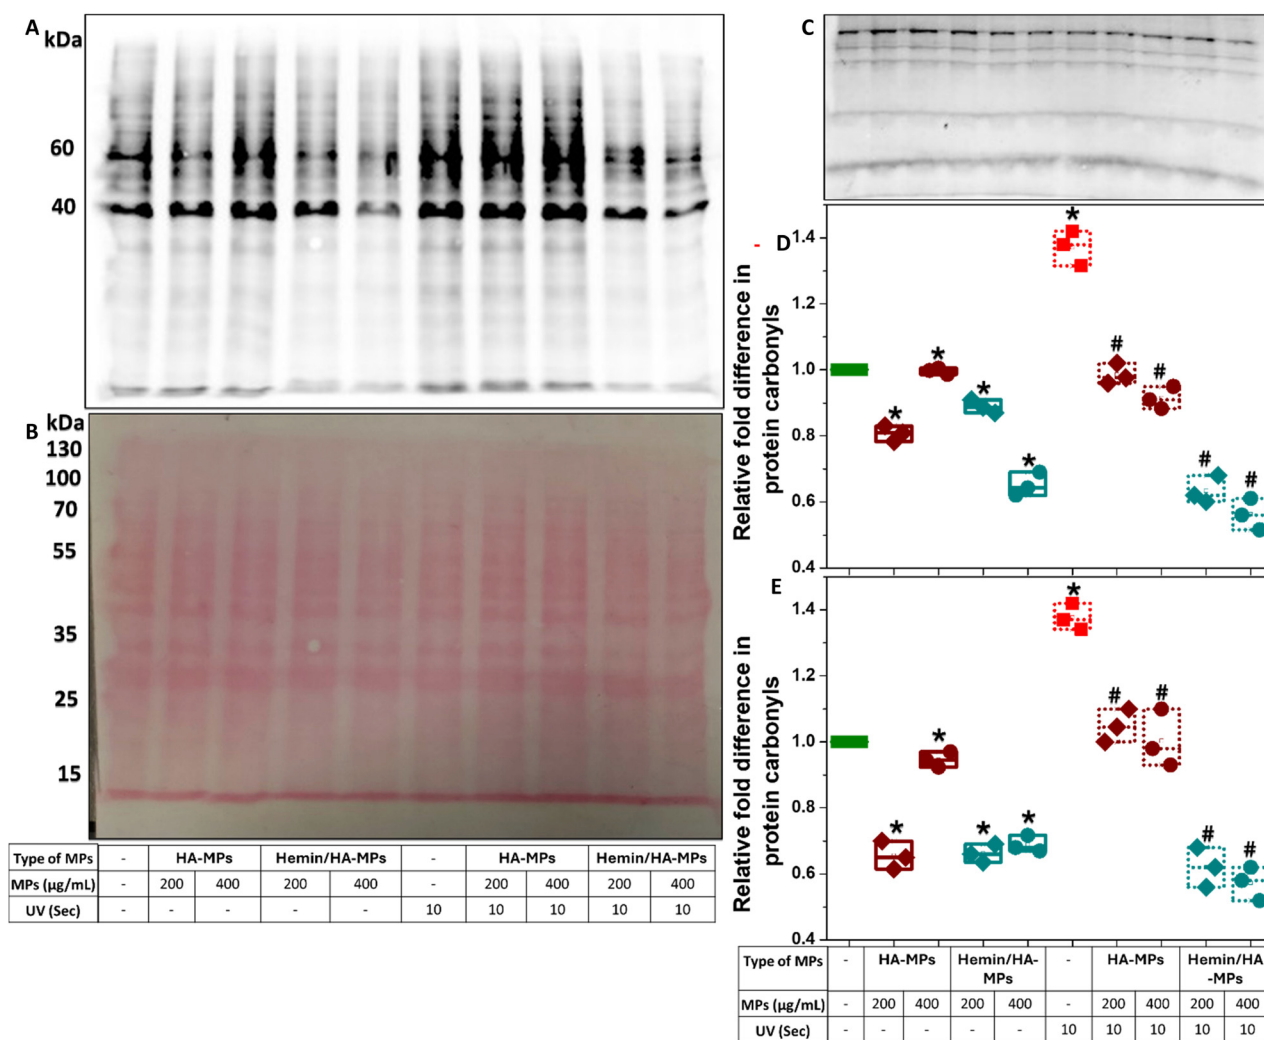 A
kDa
60
40
B
kDa
130
100
70
55
35
25
15
Type of MPs - HA-MPs Hemin/HA-MPs - HA-MPs Hemin/HA-MPs
MPs (µg/mL) - 200 400 200 400 - 200 400 200 400
UV (Sec) - - - - - 10 10 10 10 10
C
- D
Relative fold difference in
protein carbonyls
1.4
1.2
1.0
0.8
0.6
0.4
* * * * * # # # #
E
Relative fold difference in
protein carbonyls
1.4
1.2
1.0
0.8
0.6
0.4
* * * * * # # # #
Type of MPs - HA-MPs Hemin/HA-
MPs - HA-MPs Hemin/HA
-MPs
MPs (µg/mL) - 200 400 200 400 - 200 400 200 400
UV (Sec) - - - - - 10 10 10 10 10